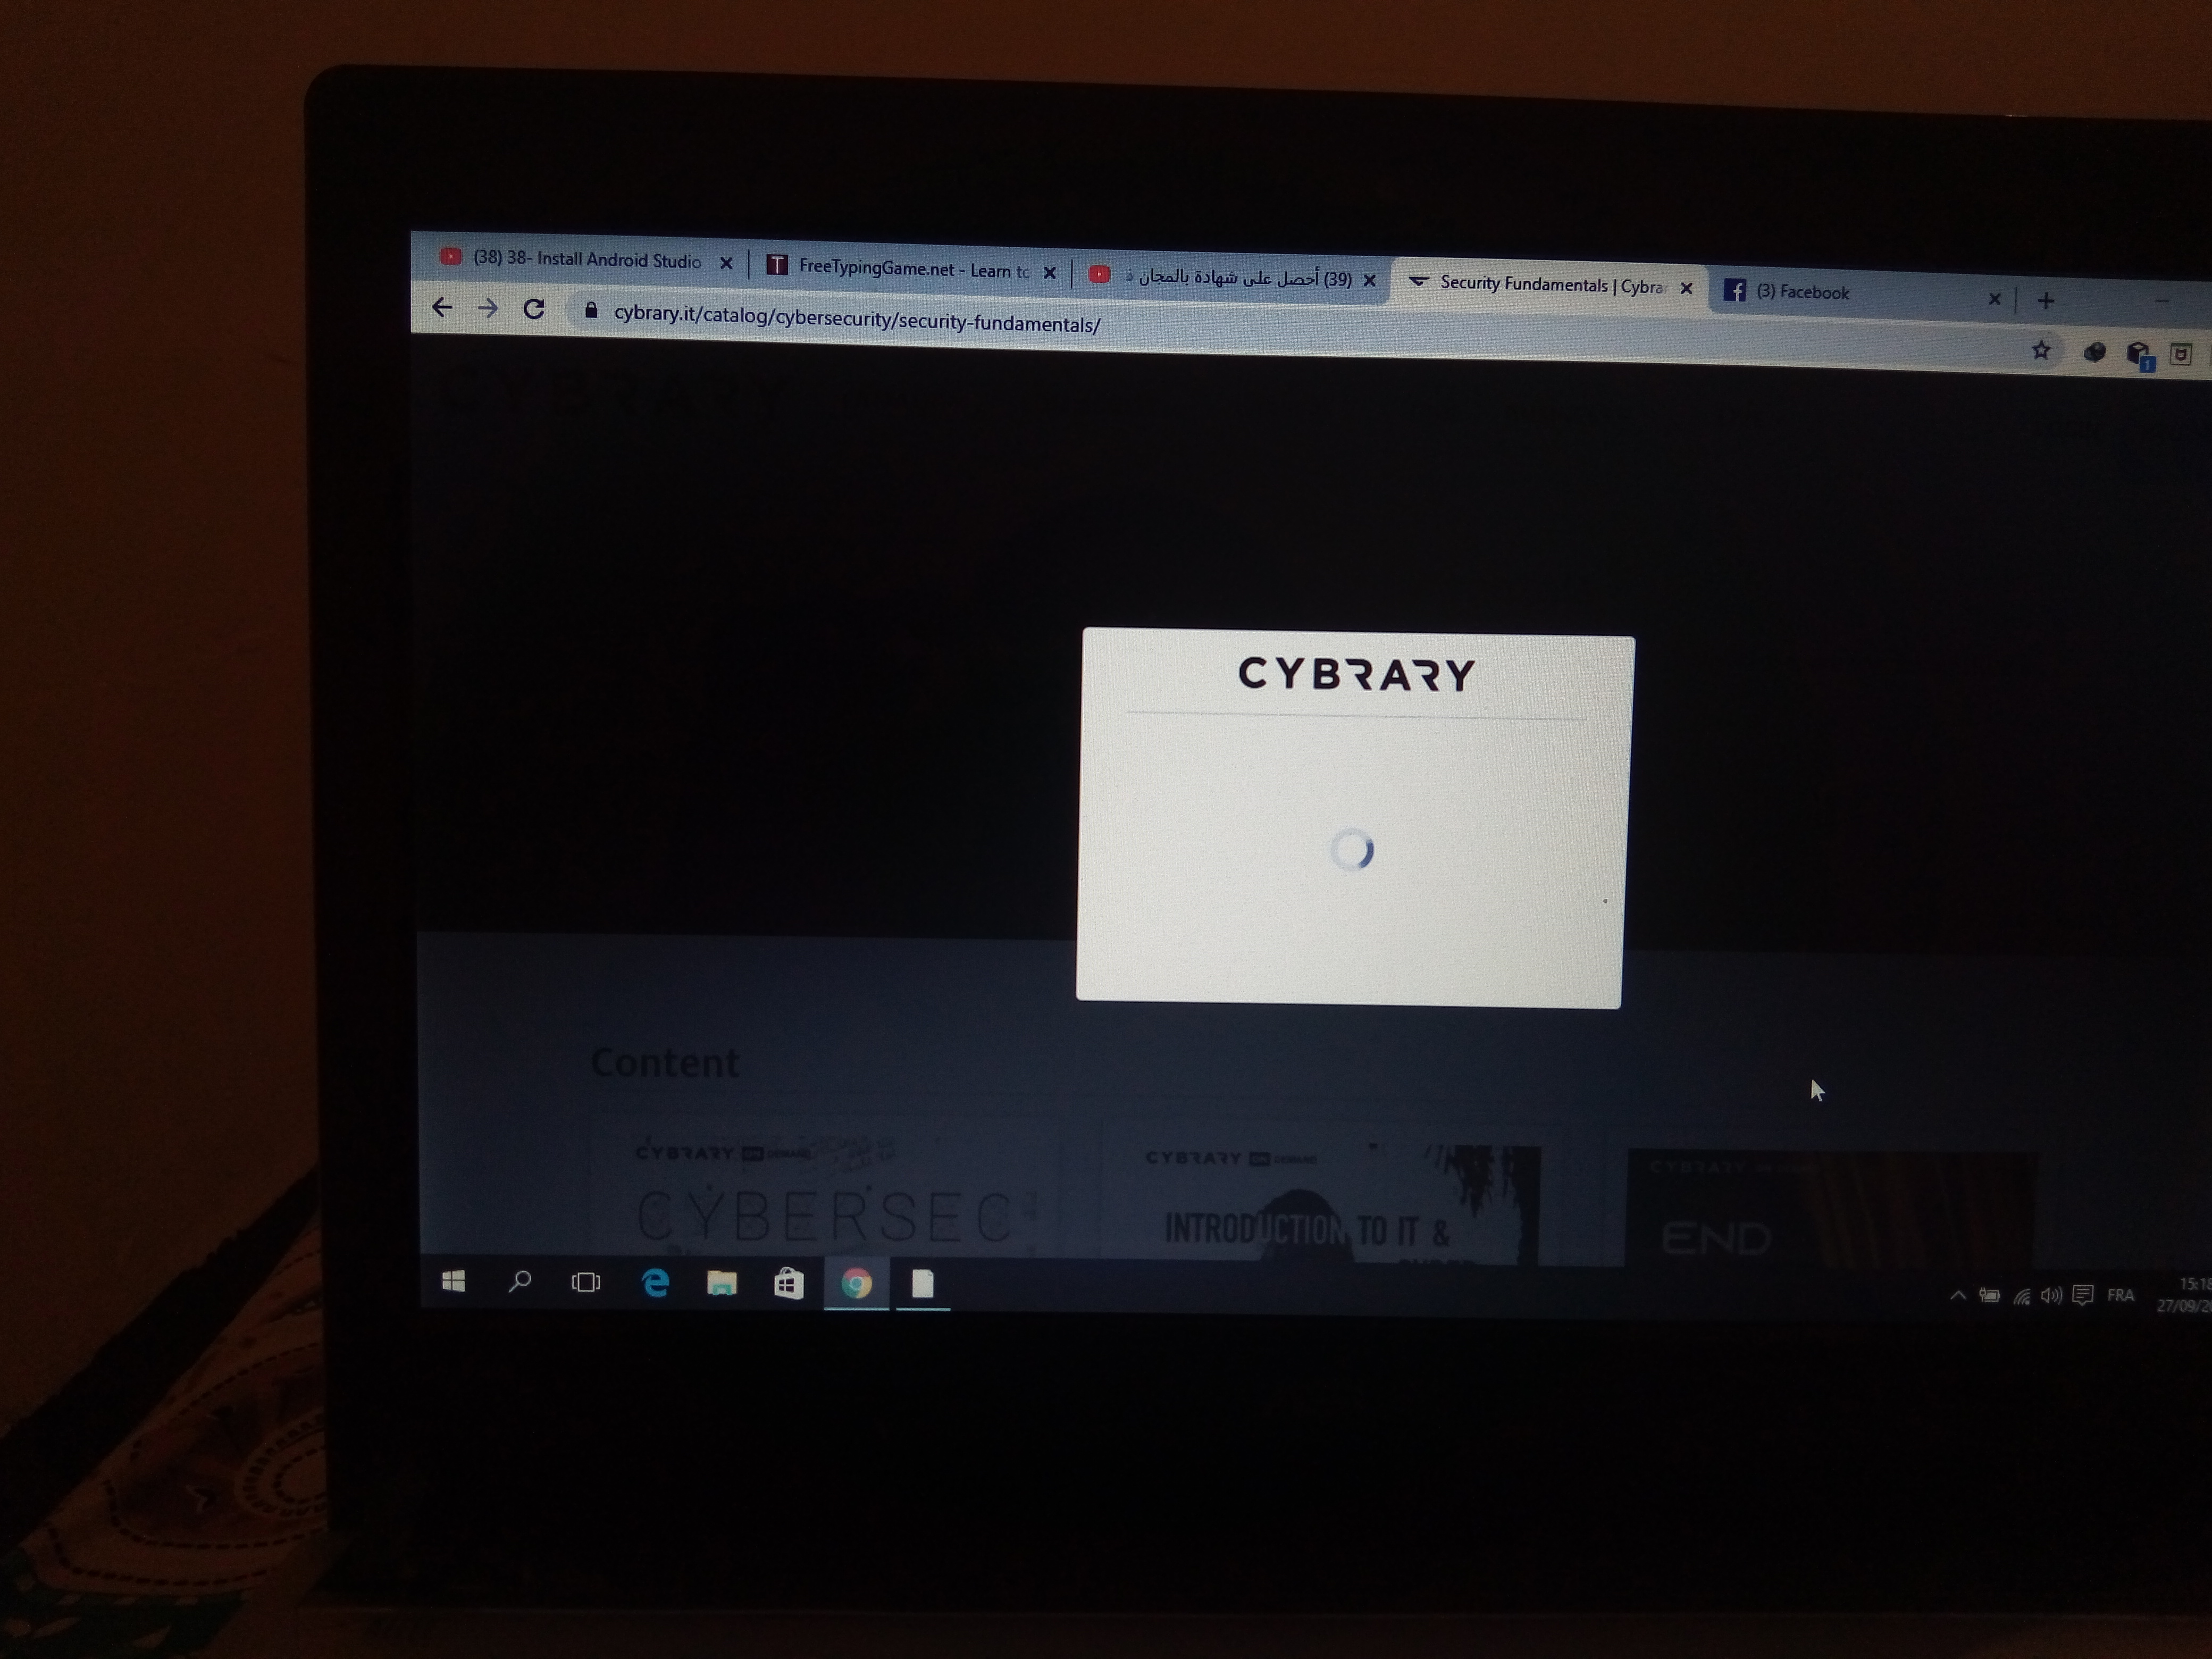 (38) 38- Install Android Studio
FreeTypingGame.net - Learn to
(39) أحصل على شهادة بالمجان
Security Fundamentals | Cybra
(3) Facebook
cybrary.it/catalog/cybersecurity/security-fundamentals/
1
CYBRARY
CYBRARY
Content
CYBRARY ON DEMAND
CYBERSEC
CYBRARY ON DEMAND
INTRODUCTION TO IT &
CYBRARY
END
FRA
15:18
27/09/20